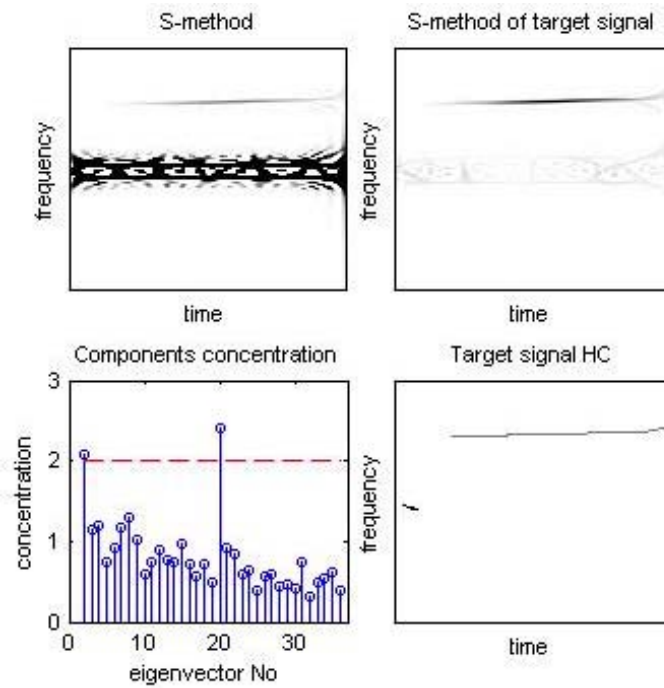 S-method
frequency
time
S-method of target signal
frequency
time
Components concentration
concentration
3
2
1
0
0 10 20 30
eigenvector No
Target signal HC
frequency
time